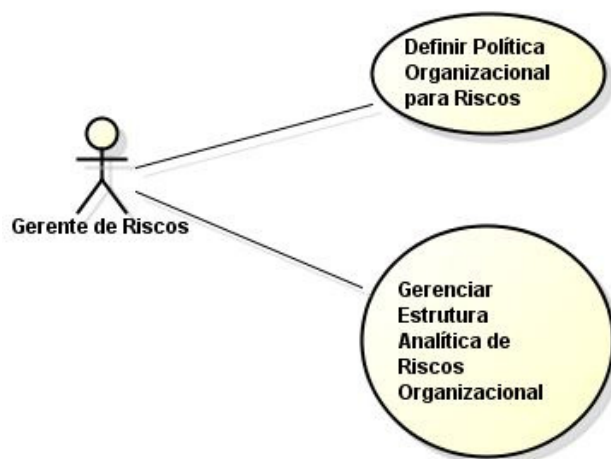 Definir Política
Organizacional
para Riscos
Gerente de Riscos
Gerenciar
Estrutura
Analítica de
Riscos
Organizacional